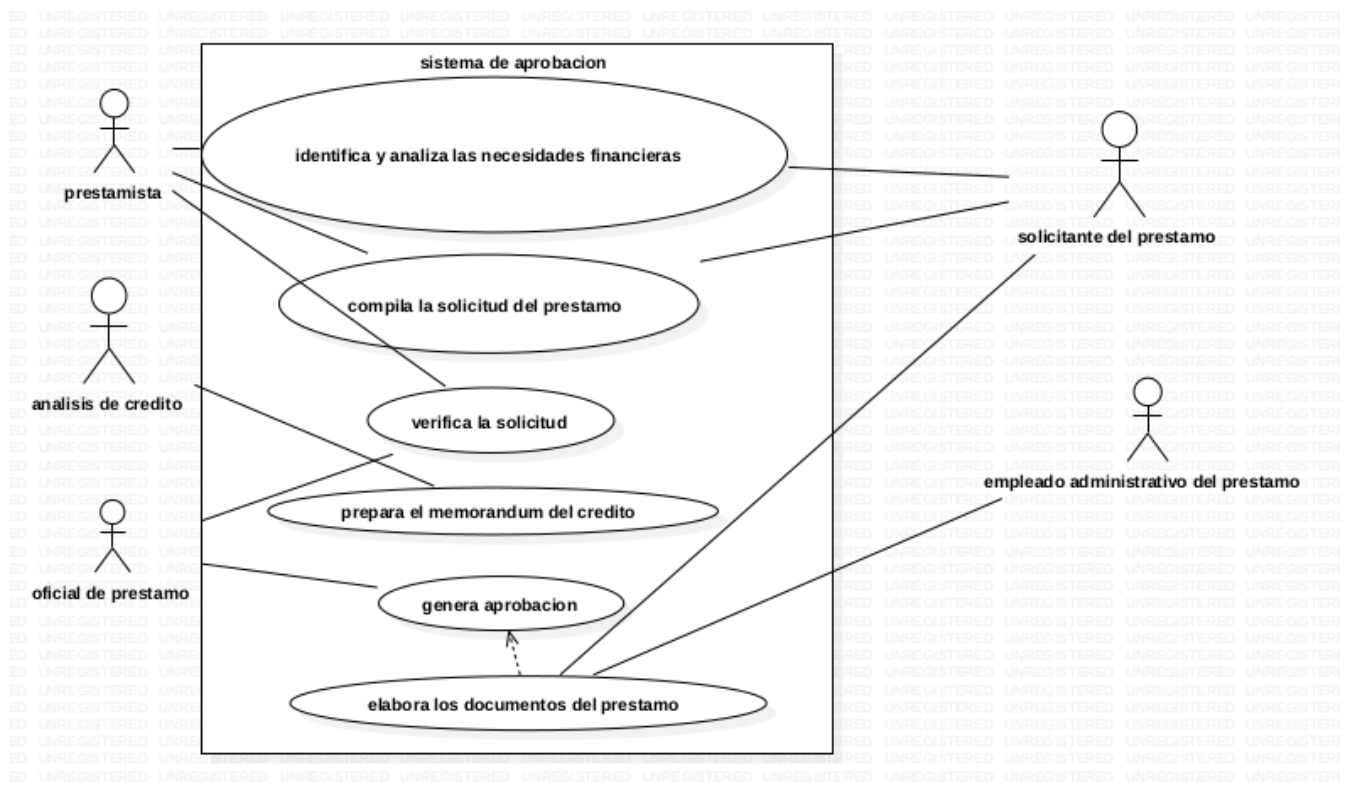 sistema de aprobacion
identifica y analiza las necesidades financieras
prestamista
solicitante del prestamo
compila la solicitud del prestamo
analisis de credito
verifica la solicitud
empleado administrativo del prestamo
prepara el memorandum del credito
oficial de prestamo
genera aprobacion
elabora los documentos del prestamo
UNREGISTERED